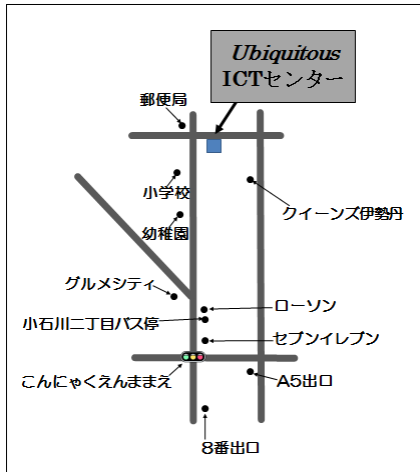 Ubiquitous
ICTセンター
郵便局
小学校
クイーンズ伊勢丹
幼稚園
グルメシティ
ローソン
小石川二丁目バス停
セブンイレブン
こんにゃくえんままえ
A5出口
8番出口